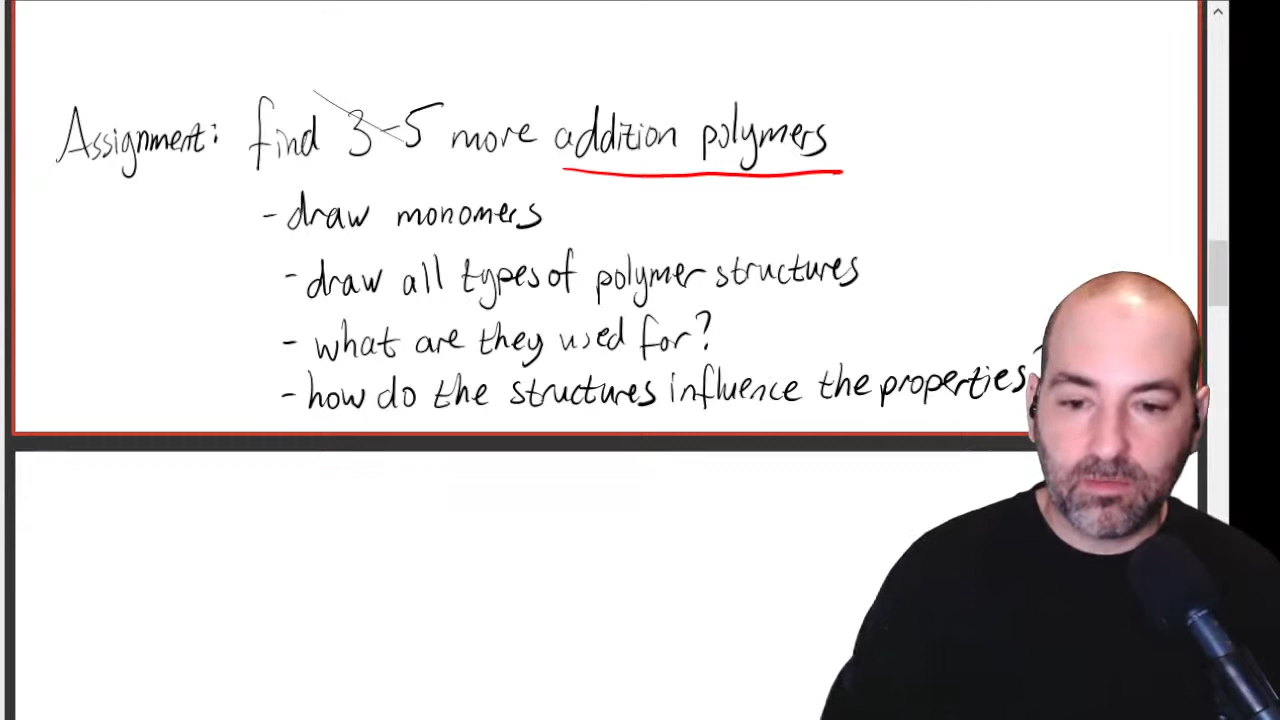 Assignment: find 3-5 more addition polymers
- draw monomers
- draw all types of polymer structures
- what are they used for?
- how do the structures influence the properties?